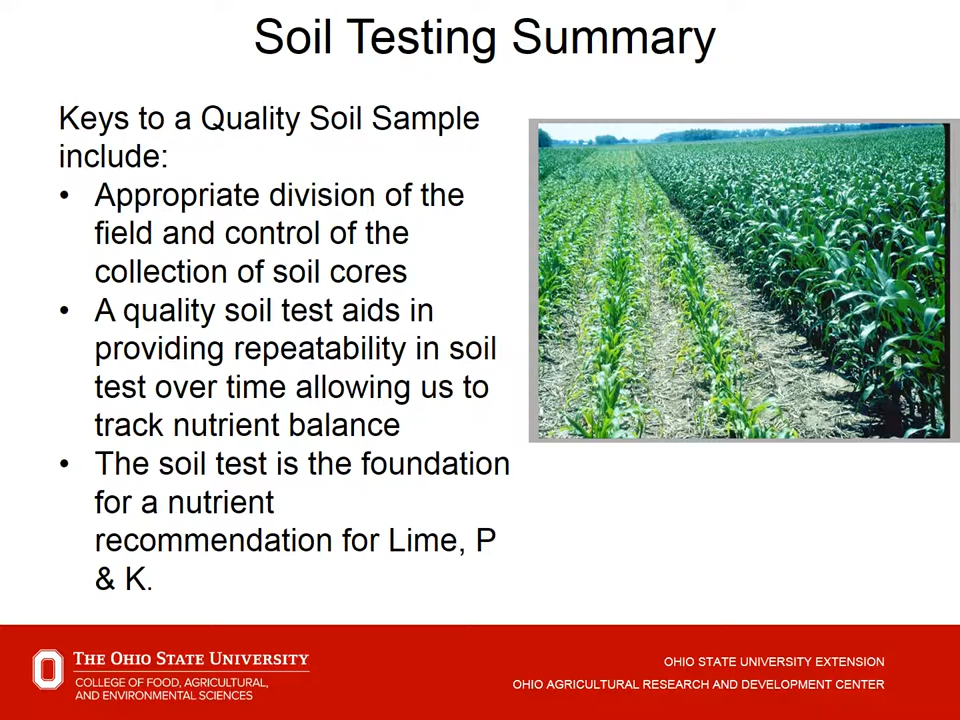 Soil Testing Summary
Keys to a Quality Soil Sample
include:
• Appropriate division of the
field and control of the
collection of soil cores
• A quality soil test aids in
providing repeatability in soil
test over time allowing us to
track nutrient balance
• The soil test is the foundation
for a nutrient
recommendation for Lime, P
& K.
THE OHIO STATE UNIVERSITY
COLLEGE OF FOOD, AGRICULTURAL,
AND ENVIRONMENTAL SCIENCES
OHIO STATE UNIVERSITY EXTENSION
OHIO AGRICULTURAL RESEARCH AND DEVELOPMENT CENTER